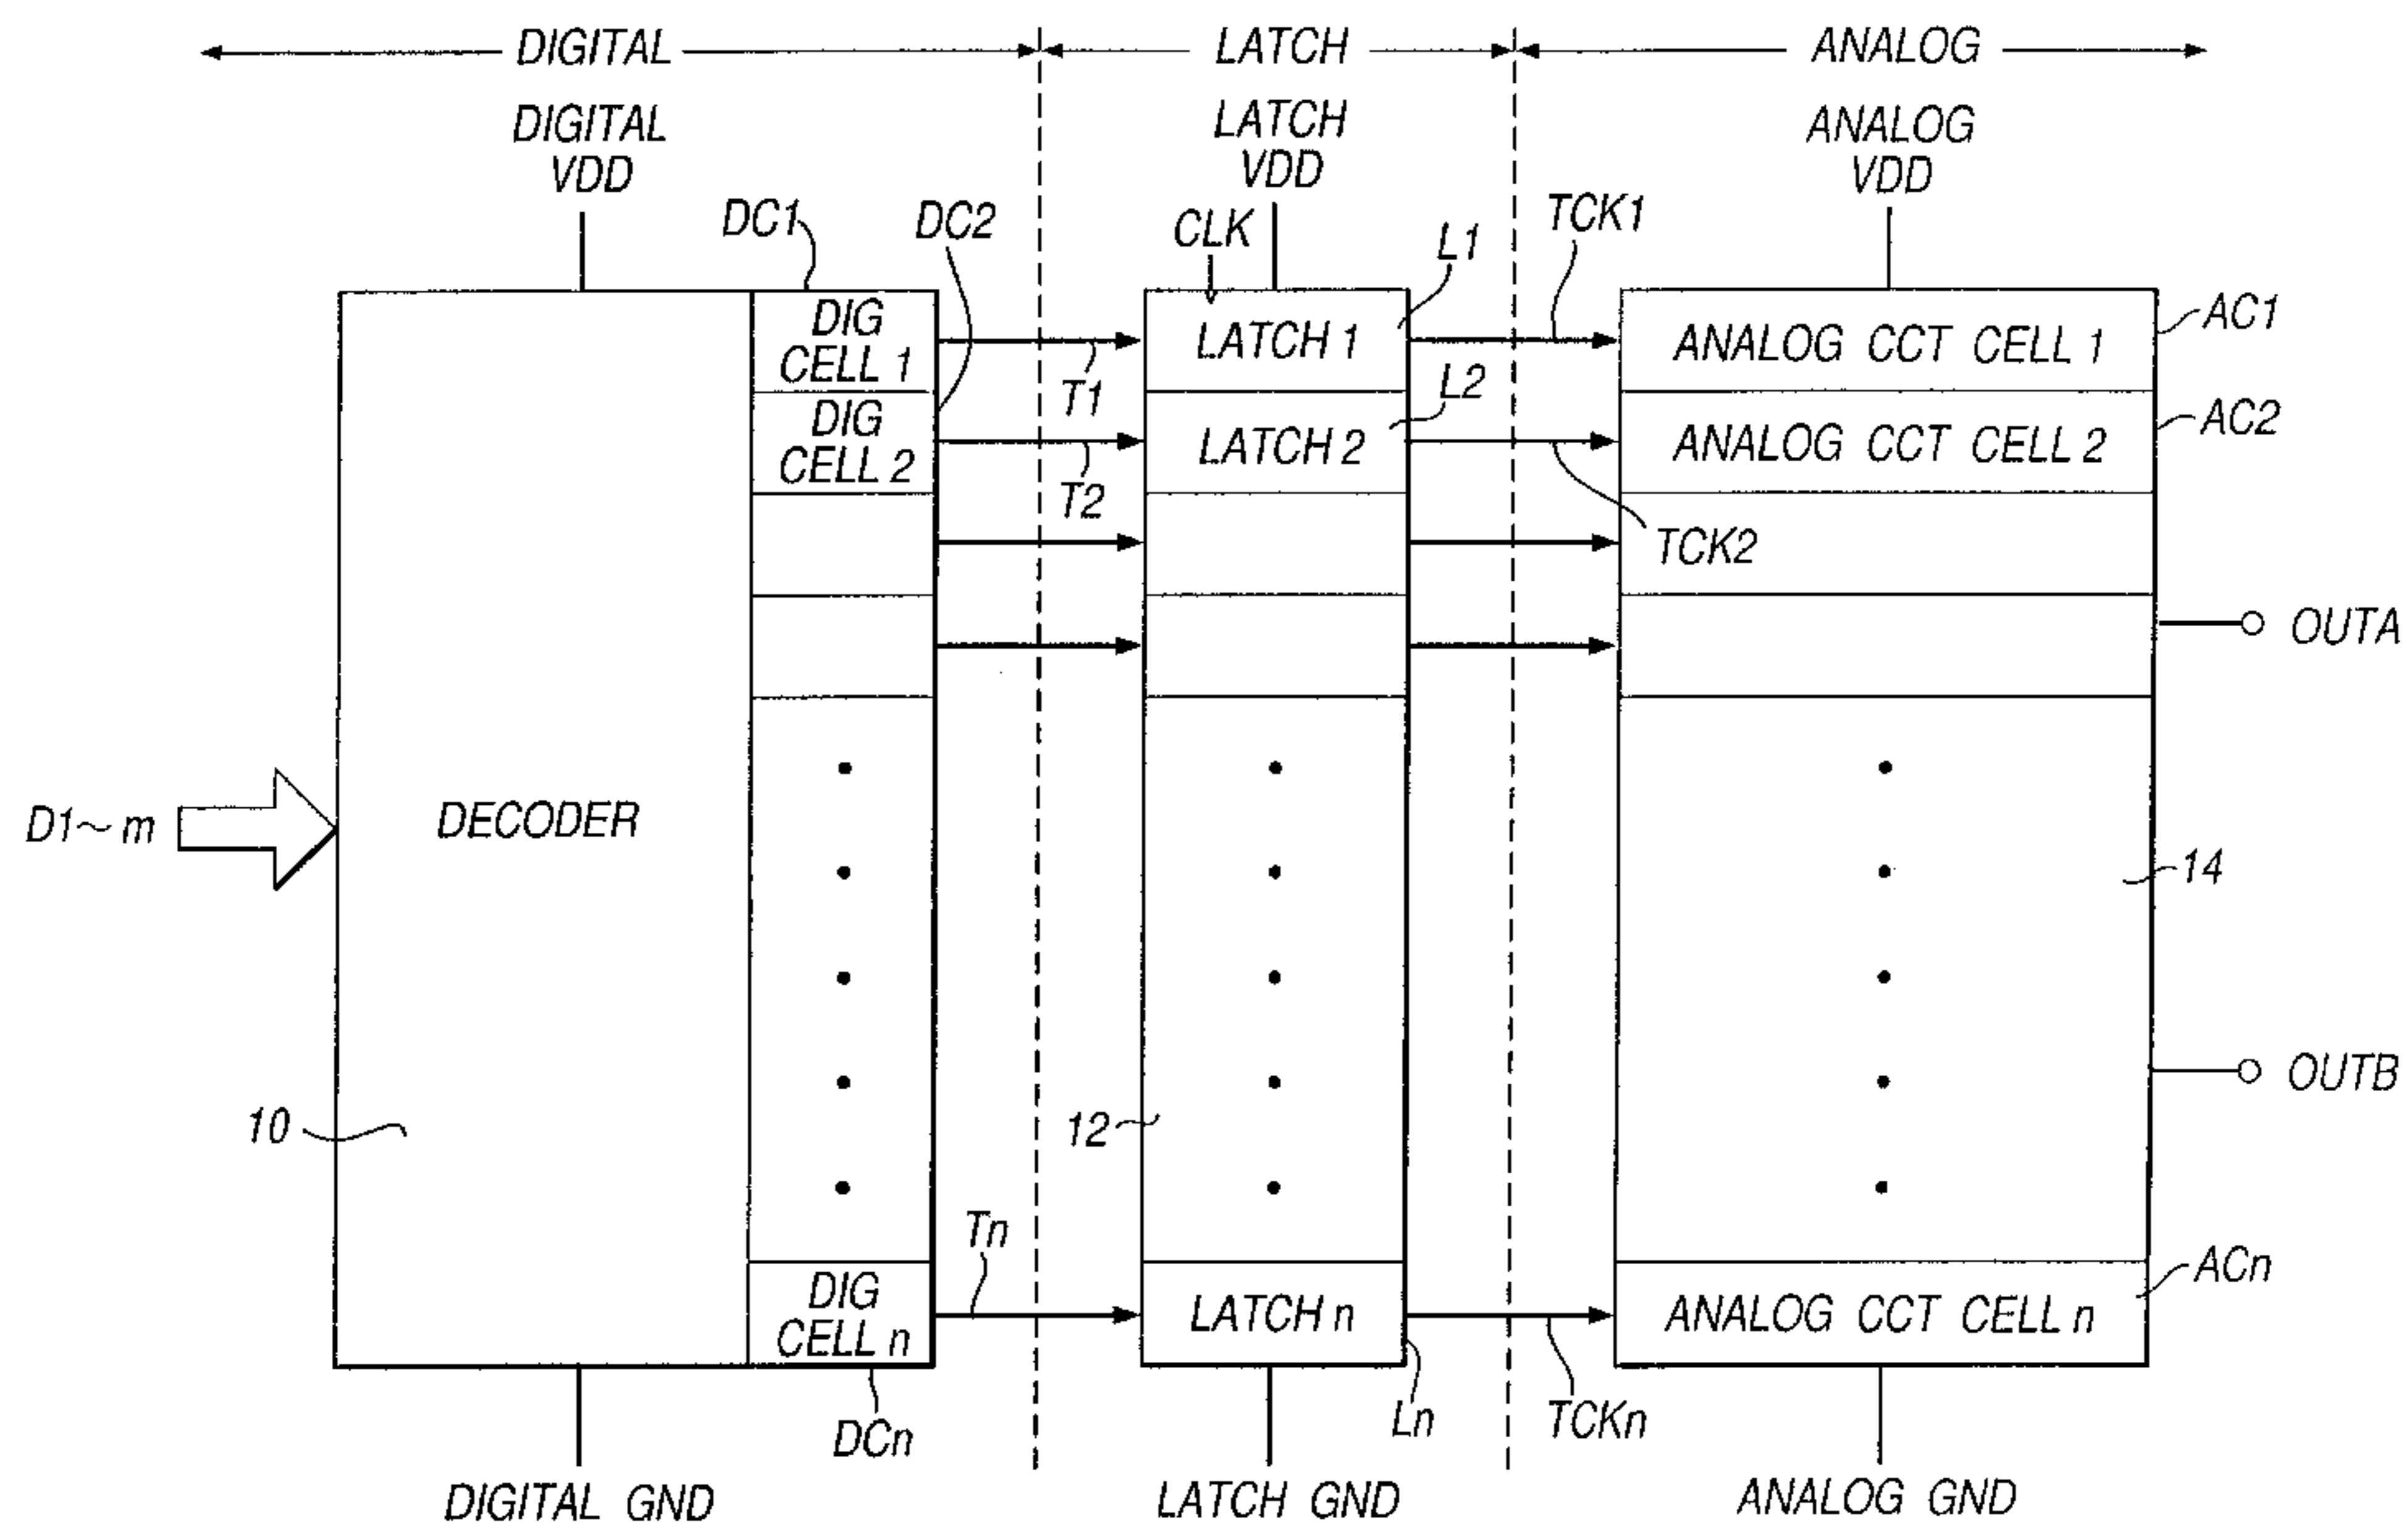 DIGITAL
LATCH
ANALOG
DIGITAL
VDD
LATCH
VDD
ANALOG
VDD
DC1
DC2
CLK
L1
TCK1
DIG
CELL 1
T1
LATCH 1
ANALOG CCT CELL 1
AC1
DIG
CELL 2
T2
LATCH 2
L2
TCK2
ANALOG CCT CELL 2
AC2
OUTA
D1~m
DECODER
14
10
12
OUTB
Tn
DIG
CELL n
LATCH n
ANALOG CCT CELL n
ACn
DCn
Ln
TCKn
DIGITAL GND
LATCH GND
ANALOG GND